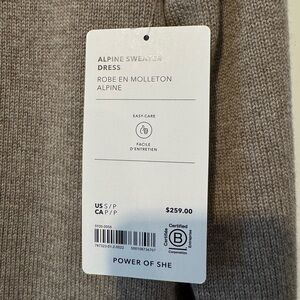 ALPINE SWEATER
DRESS
ROBE EN MOLLETON
ALPINE
EASY-CARE
FACILE
D'ENTRETIEN
US S / P
CA P / P
$259.00
Certified
B
Corporation
POWER OF SHE